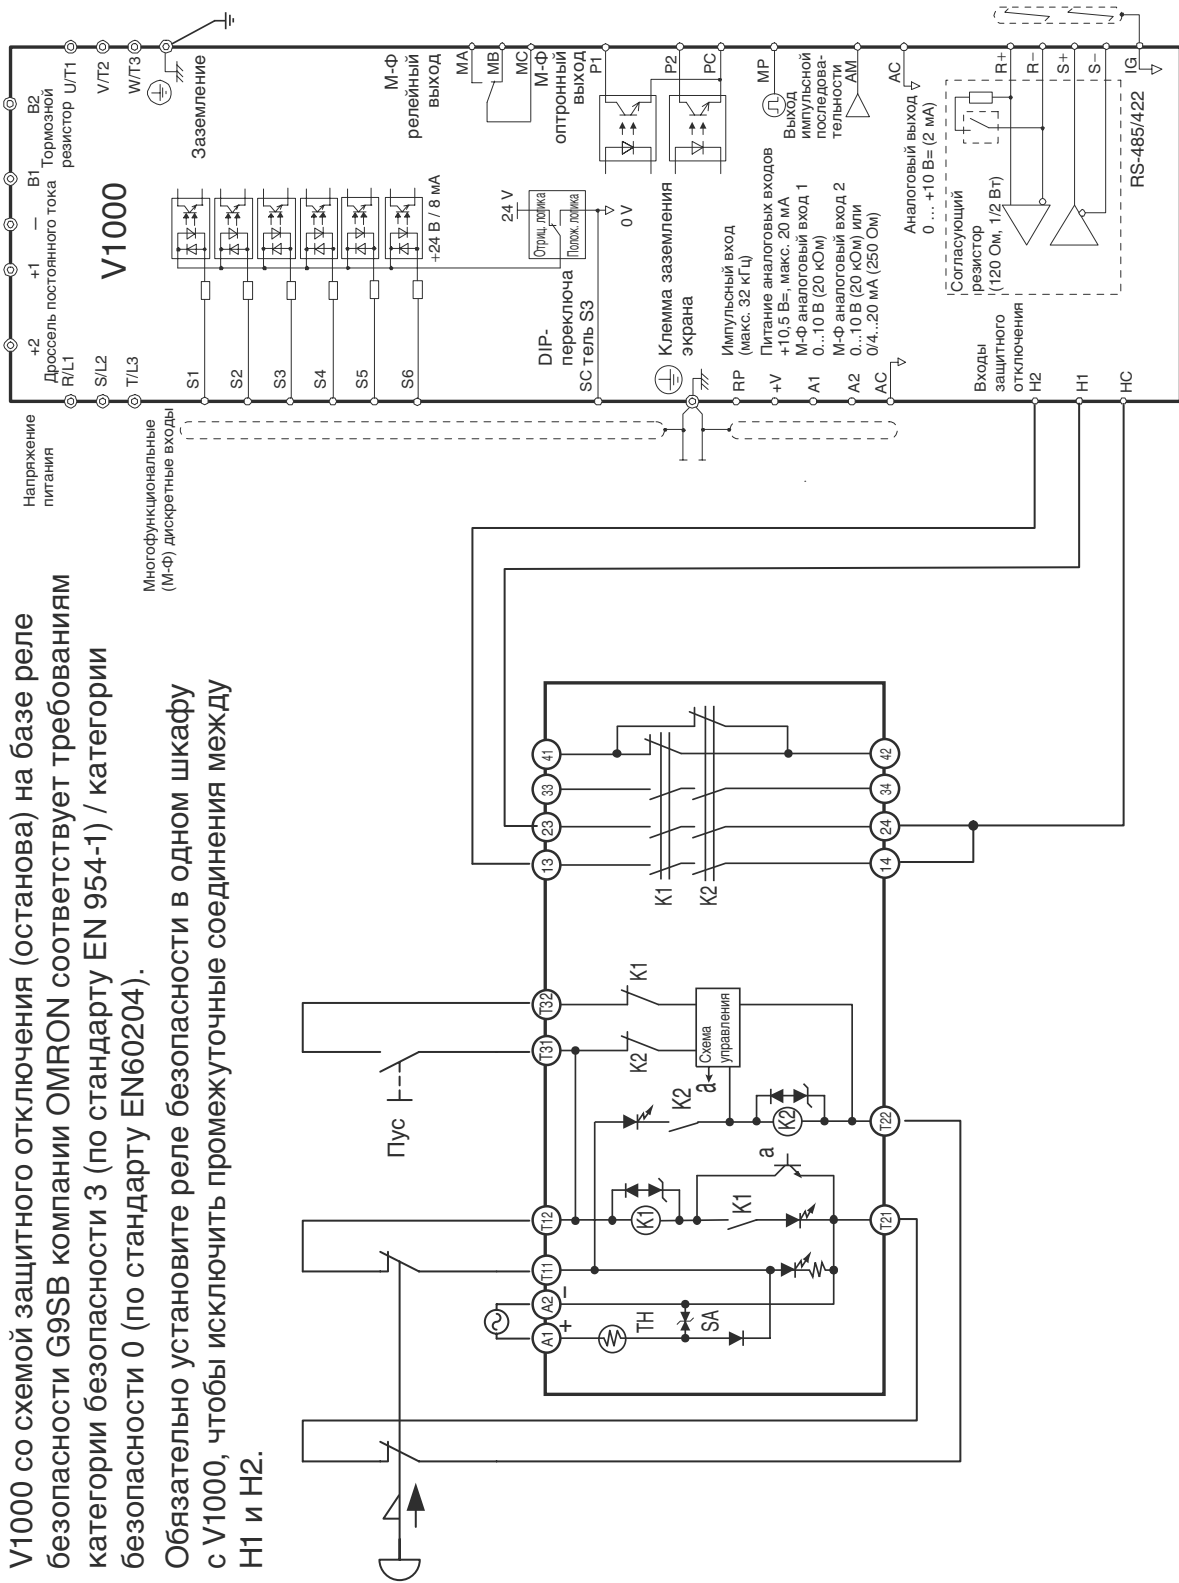 V1000 со схемой защитного отключения (останова) на базе реле
безопасности G9SB компании OMRON соответствует требованиям
категории безопасности 3 (по стандарту EN 954-1) / категории
безопасности 0 (по стандарту EN60204).
Обязательно установите реле безопасности в одном шкафу
с V1000, чтобы исключить промежуточные соединения между
H1 и H2.
Напряжение
питания
R/L1
S/L2
T/L3
+2
+1
–
B1
B2
Дроссель постоянного тока
Тормозной
резистор
U/T1
V/T2
W/T3
V1000
Заземление
Многофункциональные
(М-Ф) дискретные входы
S1
S2
S3
S4
S5
S6
+24 В / 8 мА
М-Ф
релейный
выход
MA
MB
MC
24 V
Отриц. логика
Полож. логика
0 V
DIP-
переключа
тель S3
SC
М-Ф
оптронный
выход
P1
P2
PC
Клемма заземления
экрана
RP
Импульсный вход
(макс. 32 кГц)
+V
Питание аналоговых входов
+10,5 В=, макс. 20 мА
A1
М-Ф аналоговый вход 1
0...10 В (20 кОм)
A2
М-Ф аналоговый вход 2
0...10 В (20 кОм) или
0/4...20 мА (250 Ом)
AC
MP
Выход
импульсной
последова-
тельности
AM
AC
Аналоговый выход
0 ... +10 В= (2 мА)
Согласующий
резистор
(120 Ом, 1/2 Вт)
R+
R–
S+
S–
IG
RS-485/422
Входы
защитного
отключения
H2
H1
HC
Пус
A1
A2
T11
T12
T31
T32
13
23
33
41
+
–
TH
SA
K1
K1
a
K2
K2
a
K2
K1
Схема
управления
K1
K2
T21
T22
14
24
34
42